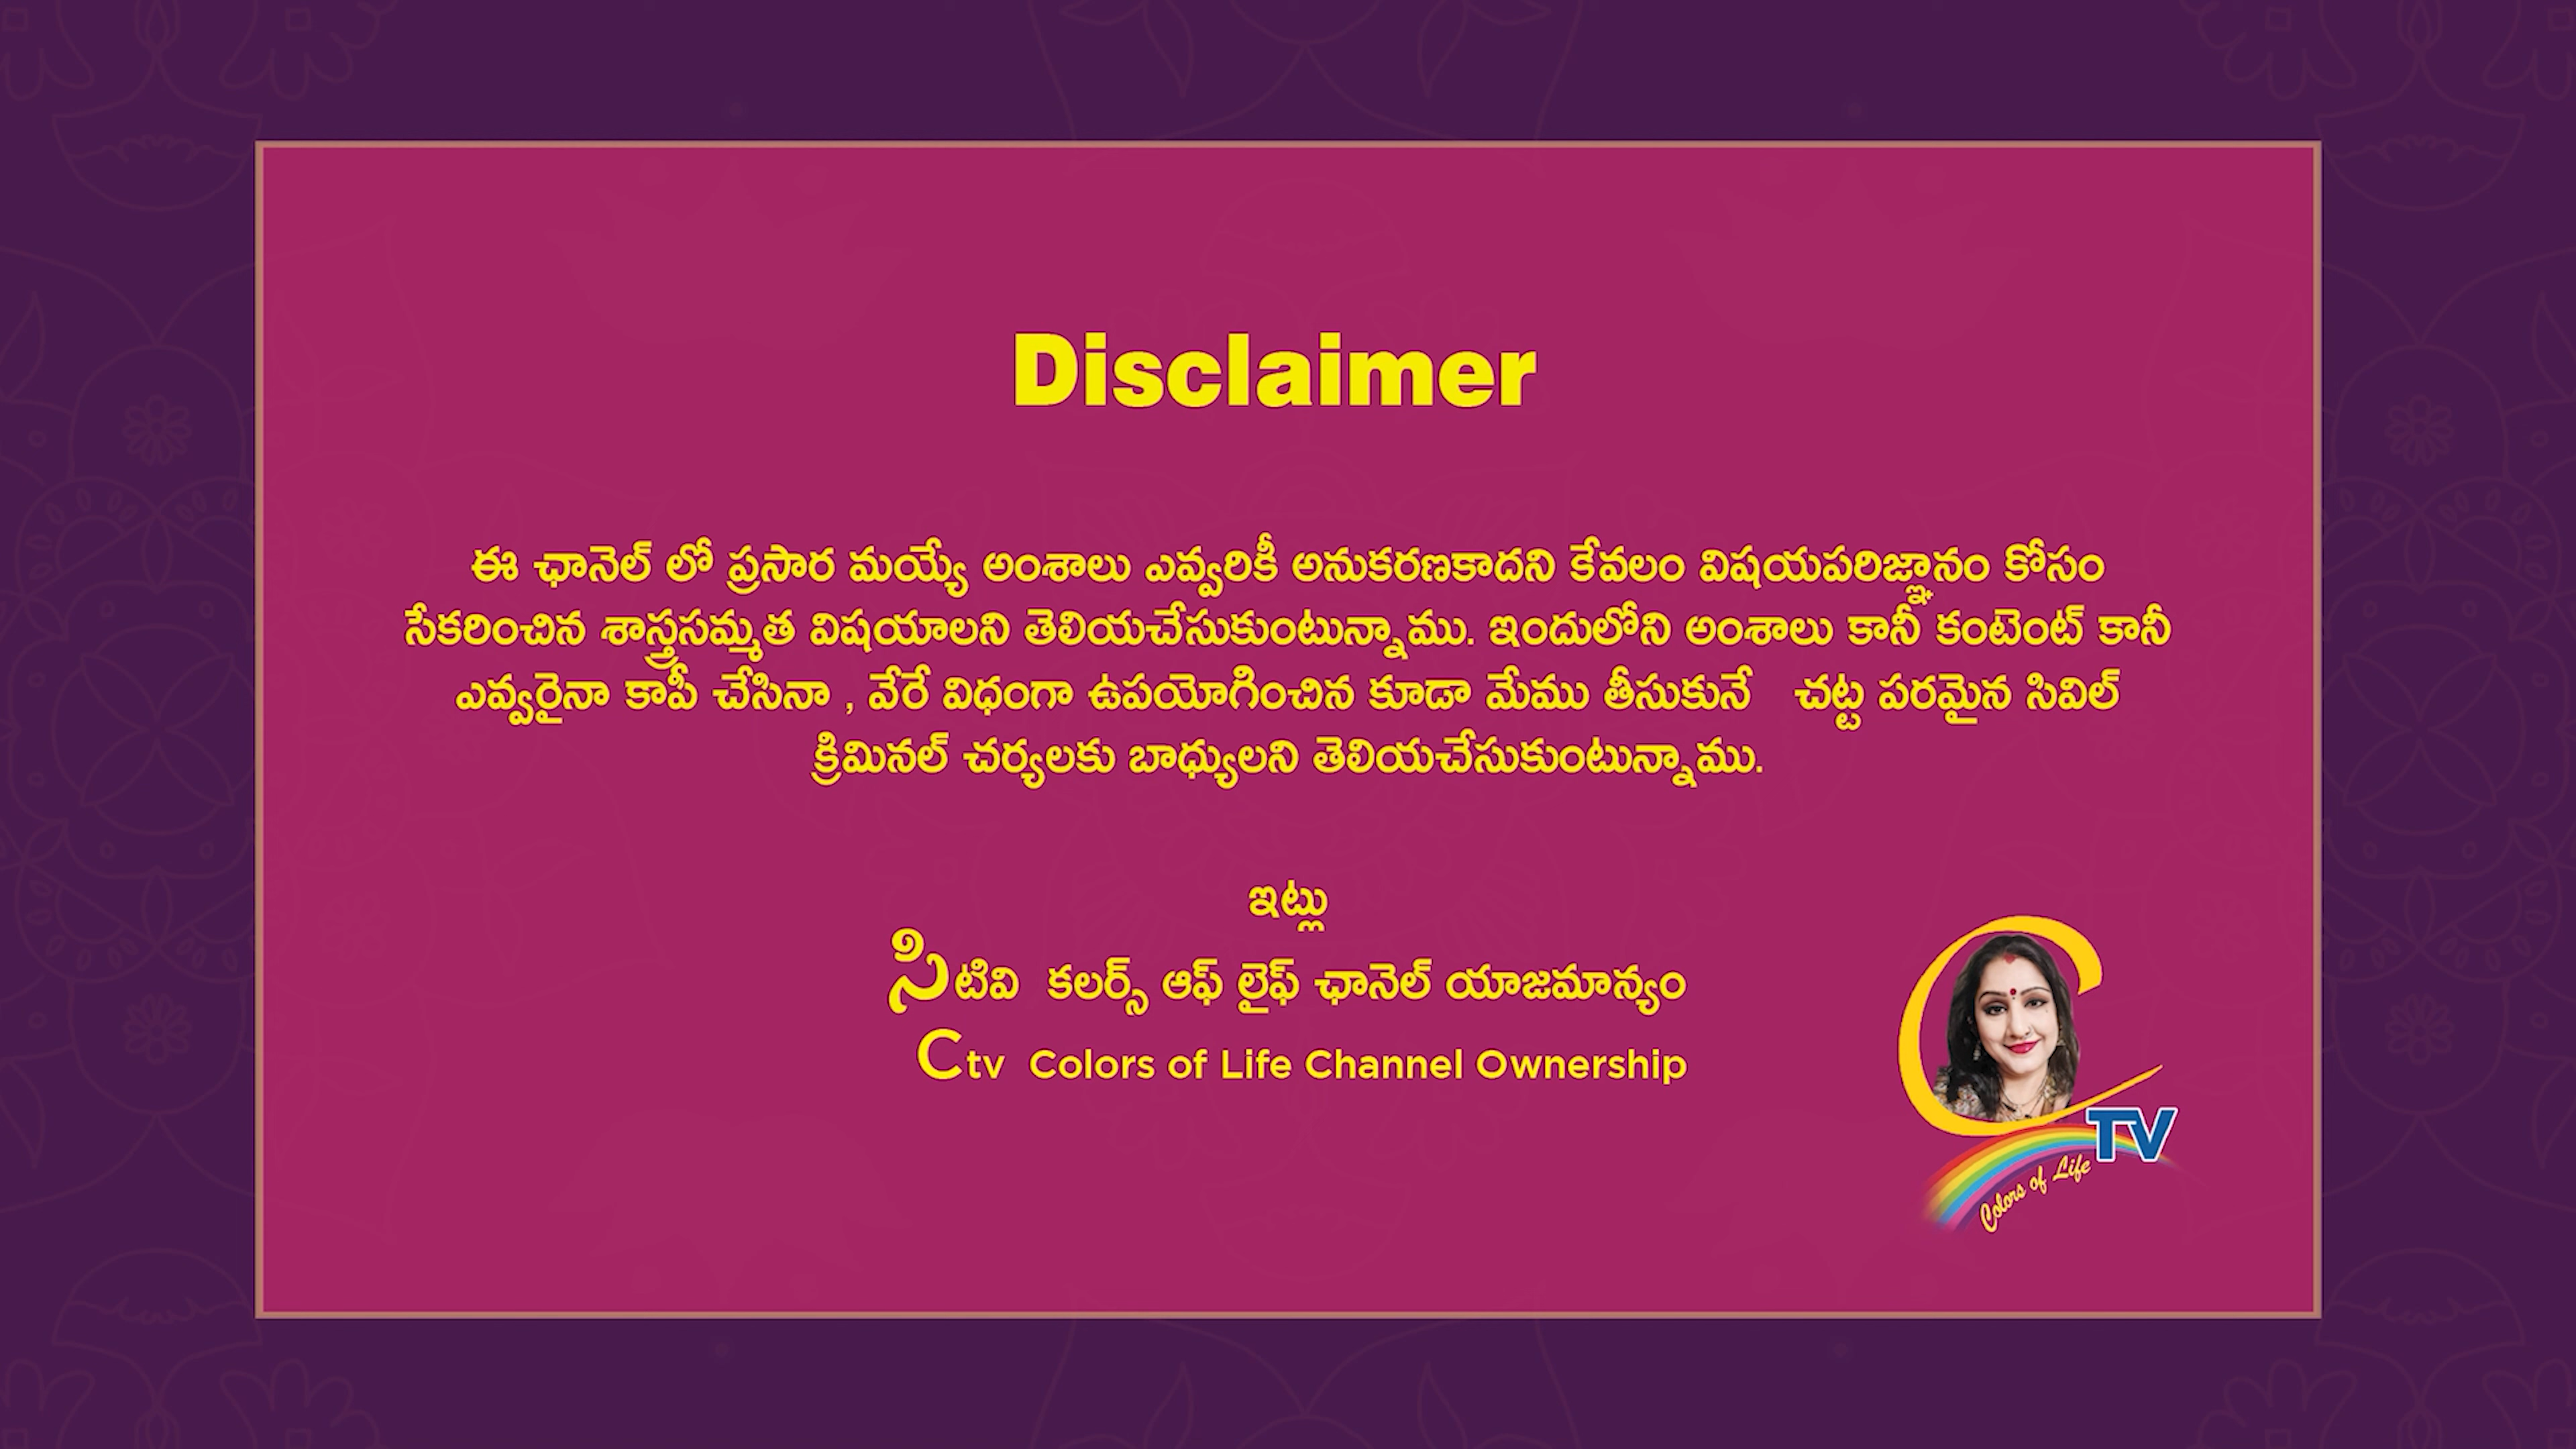 Disclaimer
ఈ ఛానెల్ లో ప్రసార మయ్యే అంశాలు ఎవ్వరికీ అనుకరణకాదని కేవలం విషయపరిజ్ఞానం కోసం
సేకరించిన శాస్త్రసమ్మత విషయాలని తెలియచేసుకుంటున్నాము. ఇందులోని అంశాలు కానీ కంటెంట్ కానీ
ఎవ్వరైనా కాపీ చేసినా , వేరే విధంగా ఉపయోగించిన కూడా మేము తీసుకునే చట్ట పరమైన సివిల్
క్రిమినల్ చర్యలకు బాధ్యులని తెలియచేసుకుంటున్నాము.
ఇట్లు
సిటివి కలర్స్ ఆఫ్ లైఫ్ ఛానెల్ యాజమాన్యం
Ctv Colors of Life Channel Ownership
C TV
Colors of Life